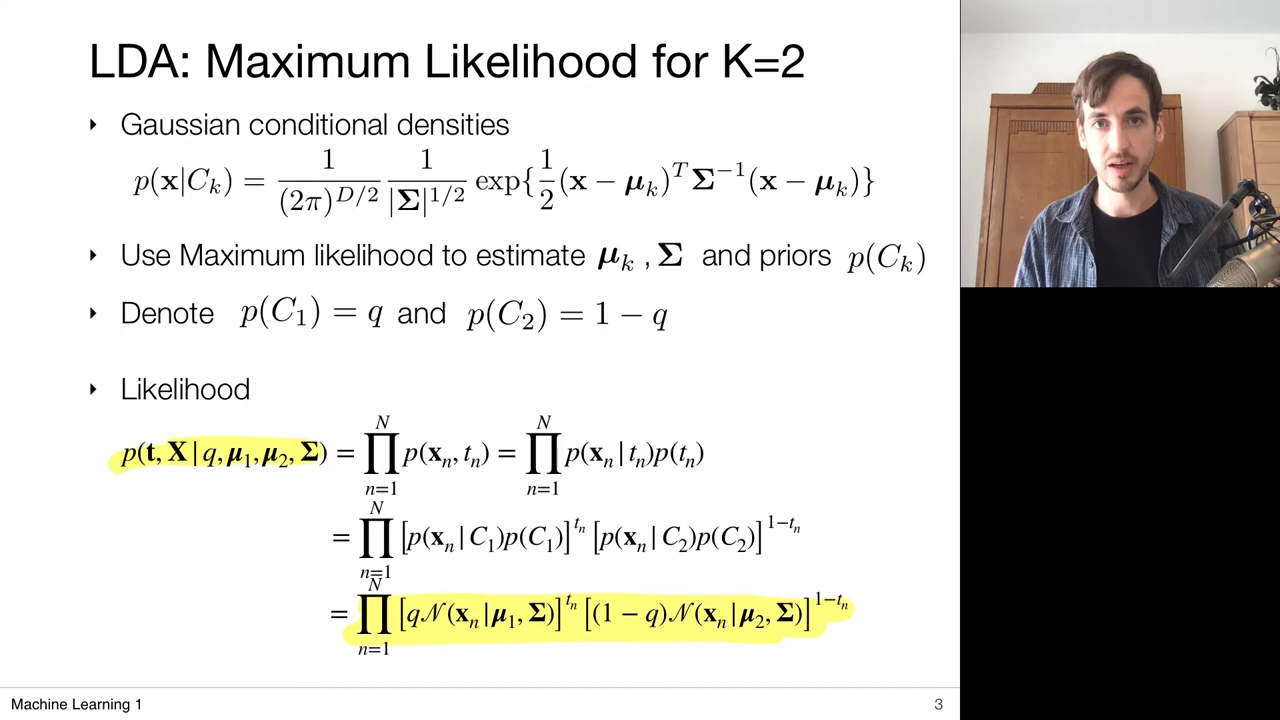 LDA: Maximum Likelihood for K=2
‣ Gaussian conditional densities
p(𝐱|C_k) = \frac{1}{(2π)^{D/2}} \frac{1}{|𝚺|^{1/2}} exp{\frac{1}{2}(𝐱 − 𝛍_k)^T 𝚺^{−1}(𝐱 − 𝛍_k)}
‣ Use Maximum likelihood to estimate 𝛍_k , 𝚺 and priors p(C_k)
‣ Denote p(C_1) = q and p(C_2) = 1 − q
‣ Likelihood
p(𝐭, 𝐗 | q, 𝛍_1, 𝛍_2, 𝚺) = ∏_{n=1}^{N} p(𝐱_n, t_n) = ∏_{n=1}^{N} p(𝐱_n | t_n)p(t_n)
= ∏_{n=1}^{N} [p(𝐱_n | C_1)p(C_1)]^{t_n} [p(𝐱_n | C_2)p(C_2)]^{1−t_n}
= ∏_{n=1}^{N} [q𝒩(𝐱_n | 𝛍_1, 𝚺)]^{t_n} [(1 − q)𝒩(𝐱_n | 𝛍_2, 𝚺)]^{1−t_n}
Machine Learning 1
3